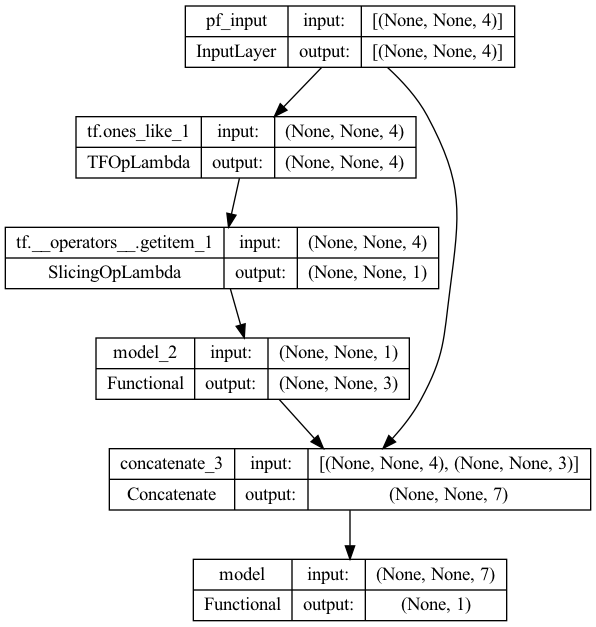 pf_input input: [(None, None, 4)]
InputLayer output: [(None, None, 4)]
tf.ones_like_1 input: (None, None, 4)
TFOpLambda output: (None, None, 4)
tf.__operators__.getitem_1 input: (None, None, 4)
SlicingOpLambda output: (None, None, 1)
model_2 input: (None, None, 1)
Functional output: (None, None, 3)
concatenate_3 input: [(None, None, 4), (None, None, 3)]
Concatenate output: (None, None, 7)
model input: (None, None, 7)
Functional output: (None, 1)